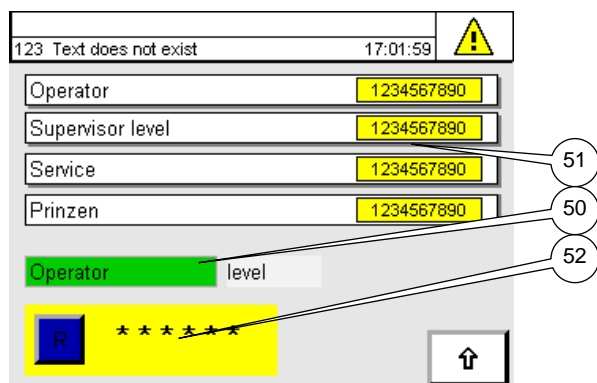 123 Text does not exist 17:01:59
Operator 1234567890
Supervisor level 1234567890
51
Service 1234567890
50
Prinzen 1234567890
52
Operator level
R ******